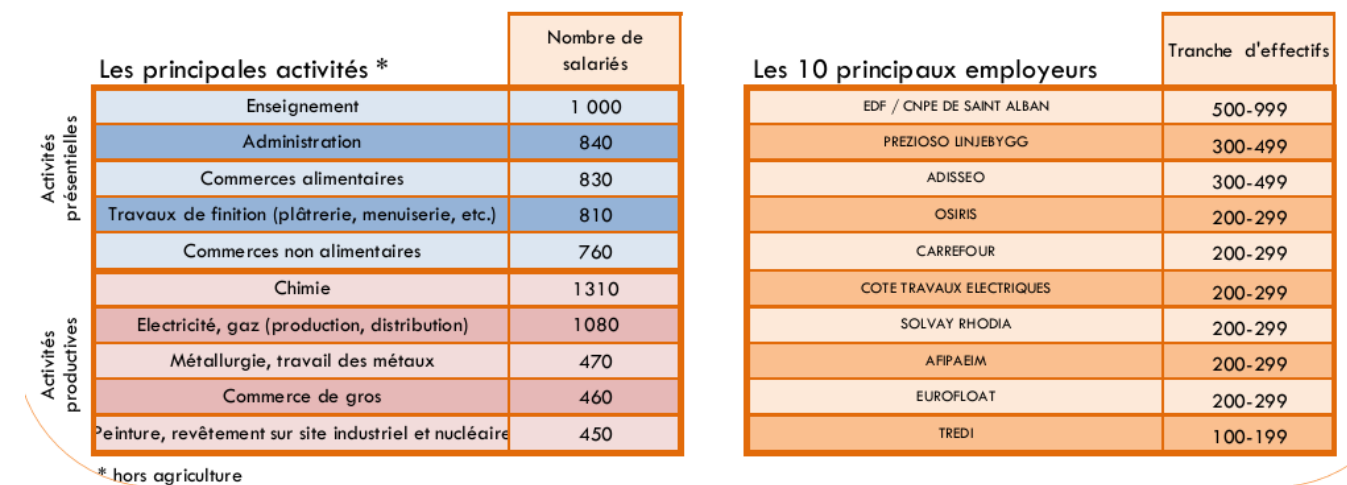 Les principales activités *
Nombre de
salariés
Activités
présentielles
Enseignement 1 000
Administration 840
Commerces alimentaires 830
Travaux de finition (plâtrerie, menuiserie, etc.) 810
Commerces non alimentaires 760
Activités
productives
Chimie 1310
Electricité, gaz (production, distribution) 1080
Métallurgie, travail des métaux 470
Commerce de gros 460
Peinture, revêtement sur site industriel et nucléaire 450
* hors agriculture
Les 10 principaux employeurs
Tranche d'effectifs
EDF / CNPE DE SAINT ALBAN 500-999
PREZIOSO LINJEBYGG 300-499
ADISSEO 300-499
OSIRIS 200-299
CARREFOUR 200-299
COTE TRAVAUX ELECTRIQUES 200-299
SOLVAY RHODIA 200-299
AFIPAEIM 200-299
EUROFLOAT 200-299
TREDI 100-199